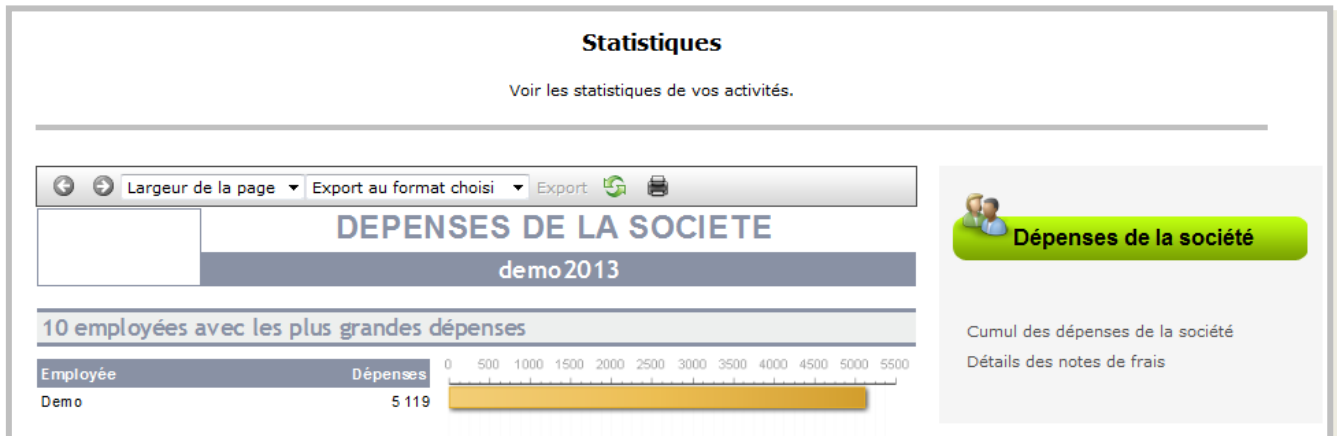 Statistiques
Voir les statistiques de vos activités.
Largeur de la page Export au format choisi Export
DEPENSES DE LA SOCIETE
demo2013
10 employées avec les plus grandes dépenses
Employée Dépenses 0 500 1000 1500 2000 2500 3000 3500 4000 4500 5000 5500
Demo 5 119
Dépenses de la société
Cumul des dépenses de la société
Détails des notes de frais